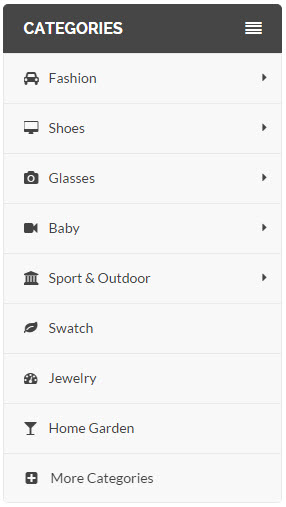 CATEGORIES
Fashion
Shoes
Glasses
Baby
Sport & Outdoor
Swatch
Jewelry
Home Garden
More Categories